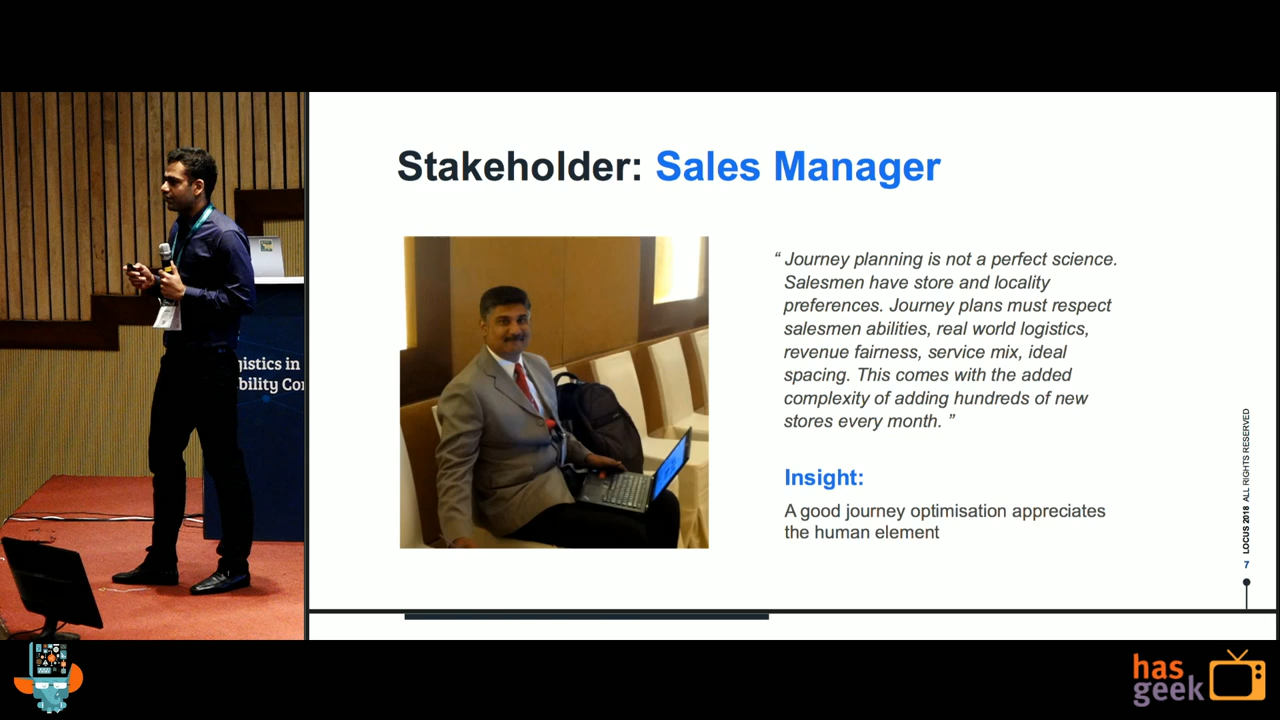 Stakeholder: Sales Manager
“ Journey planning is not a perfect science.
Salesmen have store and locality
preferences. Journey plans must respect
salesmen abilities, real world logistics,
revenue fairness, service mix, ideal
spacing. This comes with the added
complexity of adding hundreds of new
stores every month. ”
Insight:
A good journey optimisation appreciates
the human element
LOCUS 2018 ALL RIGHTS RESERVED
7
gistics in
bility Co
has
geek